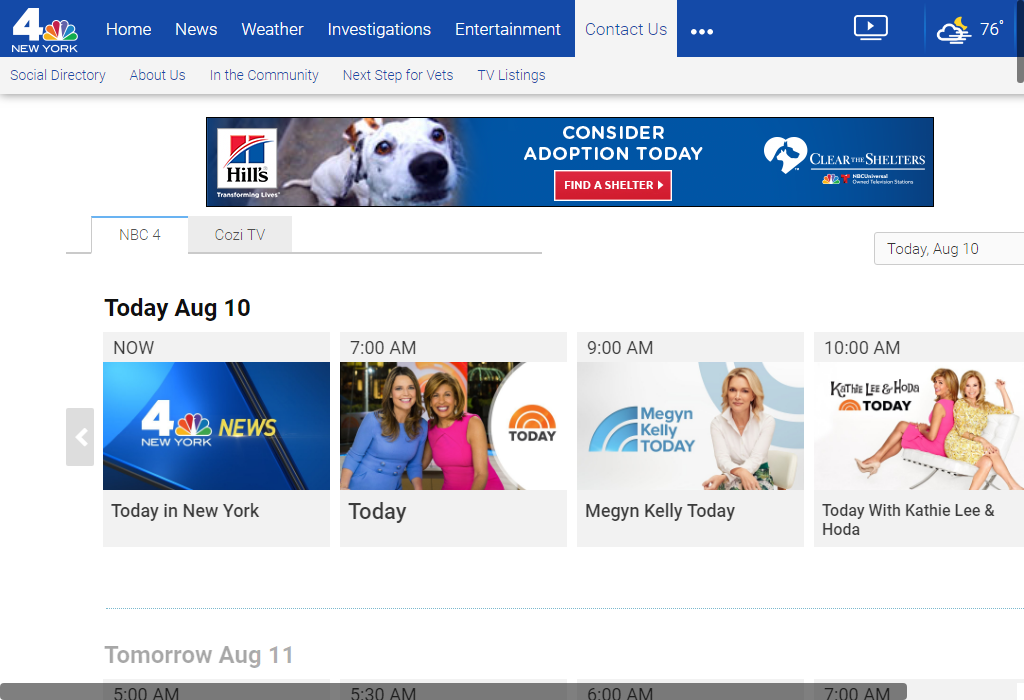 4
NEW YORK
Home
News
Weather
Investigations
Entertainment
Contact Us
•••
76°
Social Directory
About Us
In the Community
Next Step for Vets
TV Listings
Hill's
Transforming Lives®
CONSIDER
ADOPTION TODAY
FIND A SHELTER
CLEAR THE SHELTERS
NBCUniversal
Owned Television Stations
NBC 4
Cozi TV
Today, Aug 10
Today Aug 10
NOW
7:00 AM
9:00 AM
10:00 AM
4 NEWS
NEW YORK
TODAY
Megyn
Kelly
TODAY
KATHIE LEE & HODA
TODAY
Today in New York
Today
Megyn Kelly Today
Today With Kathie Lee &
Hoda
Tomorrow Aug 11
5:00 AM
5:30 AM
6:00 AM
7:00 AM